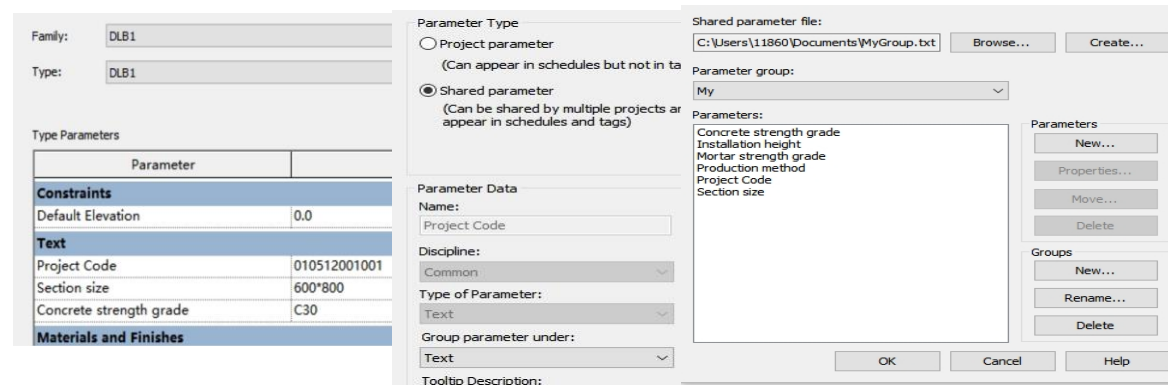 Family: DLB1
Type: DLB1
Type Parameters
Parameter
Constraints
Default Elevation 0.0
Text
Project Code 010512001001
Section size 600*800
Concrete strength grade C30
Materials and Finishes
Parameter Type
Project parameter
(Can appear in schedules but not in ta
Shared parameter
(Can be shared by multiple projects an
appear in schedules and tags)
Parameter Data
Name:
Project Code
Discipline:
Common
Type of Parameter:
Text
Group parameter under:
Text
Tooltip Description:
Shared parameter file:
C:\Users\11860\Documents\MyGroup.txt Browse... Create...
Parameter group:
My
Parameters:
Concrete strength grade
Installation height
Mortar strength grade
Production method
Project Code
Section size
Parameters
New...
Properties...
Move...
Delete
Groups
New...
Rename...
Delete
OK Cancel Help